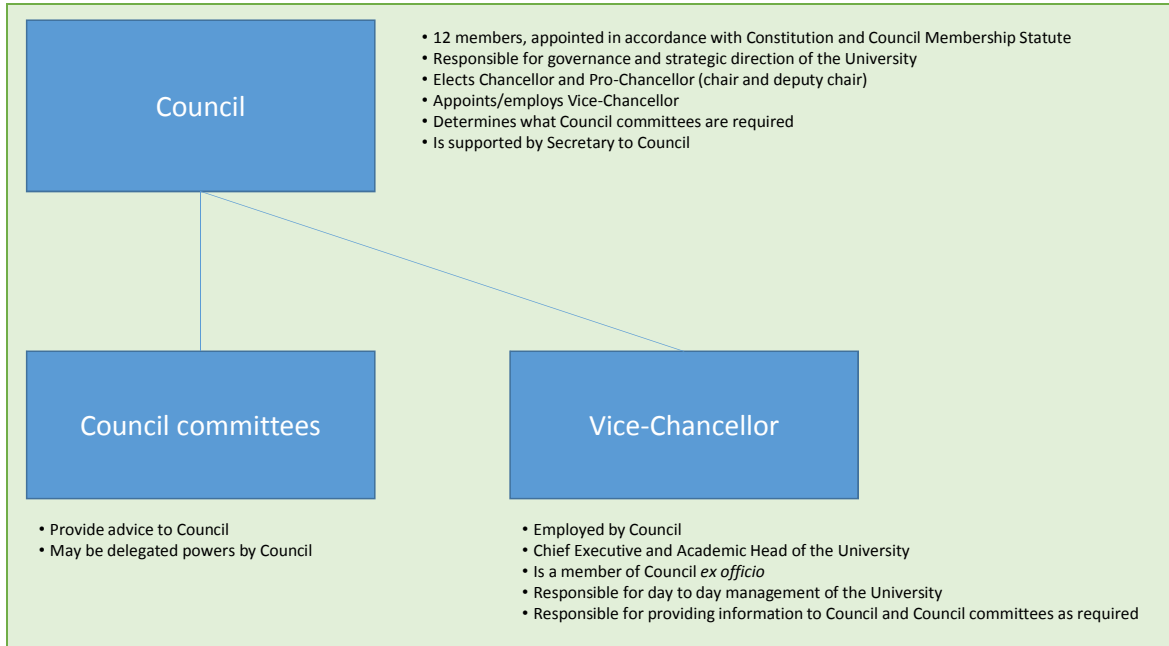 Council
• 12 members, appointed in accordance with Constitution and Council Membership Statute
• Responsible for governance and strategic direction of the University
• Elects Chancellor and Pro-Chancellor (chair and deputy chair)
• Appoints/employs Vice-Chancellor
• Determines what Council committees are required
• Is supported by Secretary to Council
Council committees
• Provide advice to Council
• May be delegated powers by Council
Vice-Chancellor
• Employed by Council
• Chief Executive and Academic Head of the University
• Is a member of Council ex officio
• Responsible for day to day management of the University
• Responsible for providing information to Council and Council committees as required